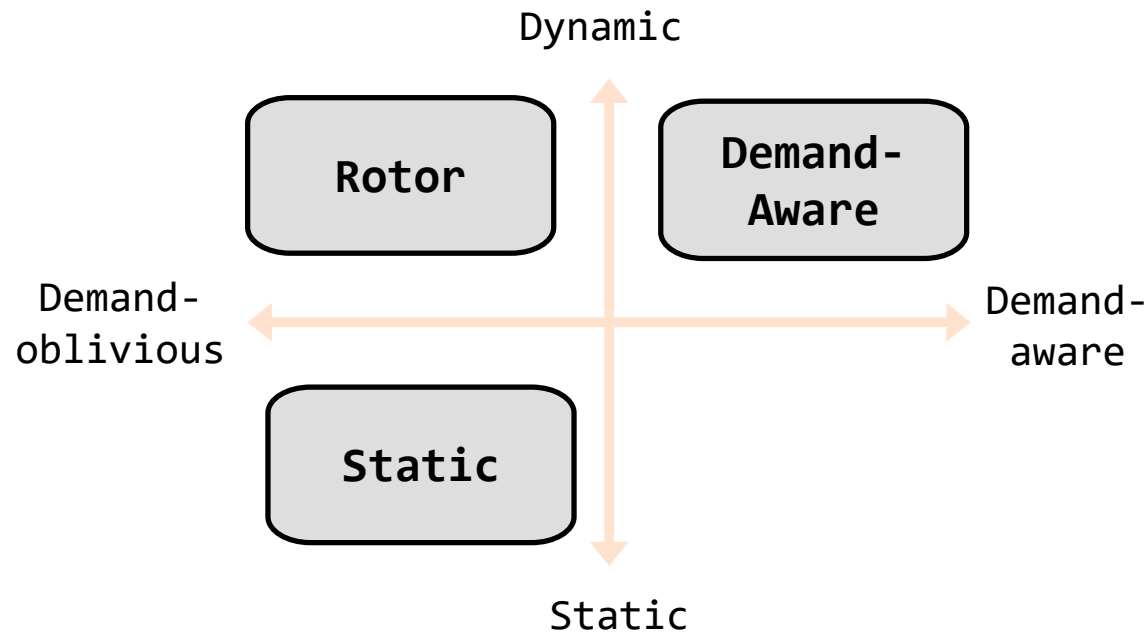 Dynamic
Rotor
Demand-
Aware
Demand-
oblivious
Demand-
aware
Static
Static